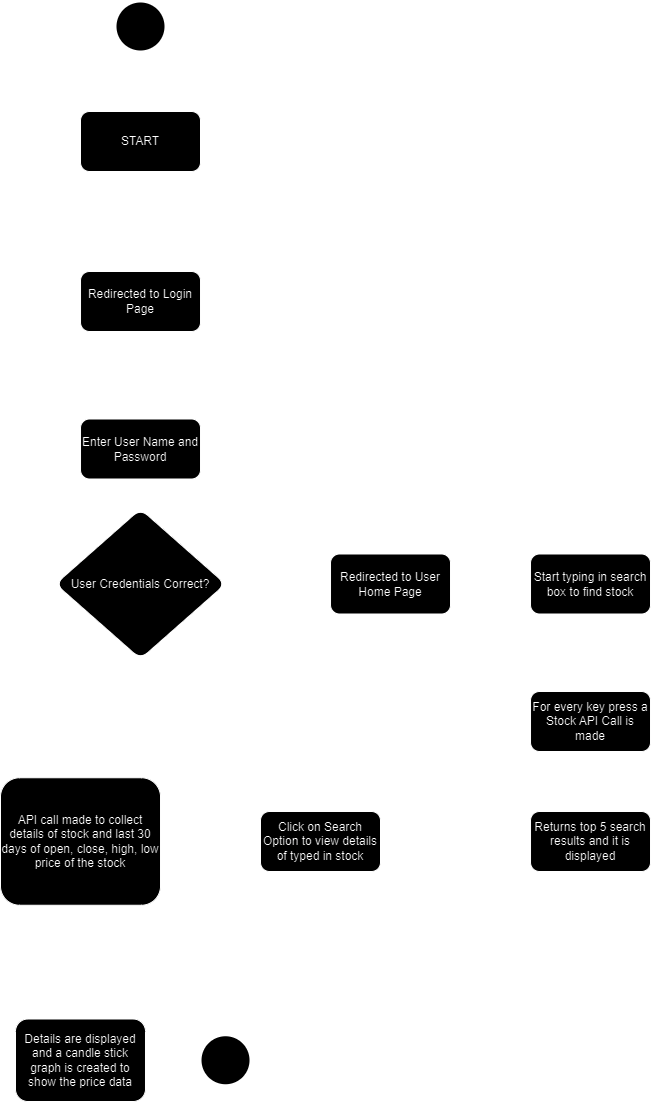 START
Redirected to Login
Page
Enter User Name and
Password
User Credentials Correct?
Redirected to User
Home Page
Start typing in search
box to find stock
For every key press a
Stock API Call is
made
Returns top 5 search
results and it is
displayed
Click on Search
Option to view details
of typed in stock
API call made to collect
details of stock and last 30
days of open, close, high, low
price of the stock
Details are displayed
and a candle stick
graph is created to
show the price data